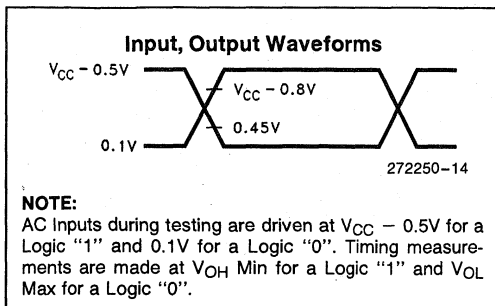 Input, Output Waveforms
VCC − 0.5V
VCC − 0.8V
0.45V
0.1V
272250–14
NOTE:
AC Inputs during testing are driven at VCC − 0.5V for a
Logic “1” and 0.1V for a Logic “0”. Timing measure-
ments are made at VOH Min for a Logic “1” and VOL
Max for a Logic “0”.